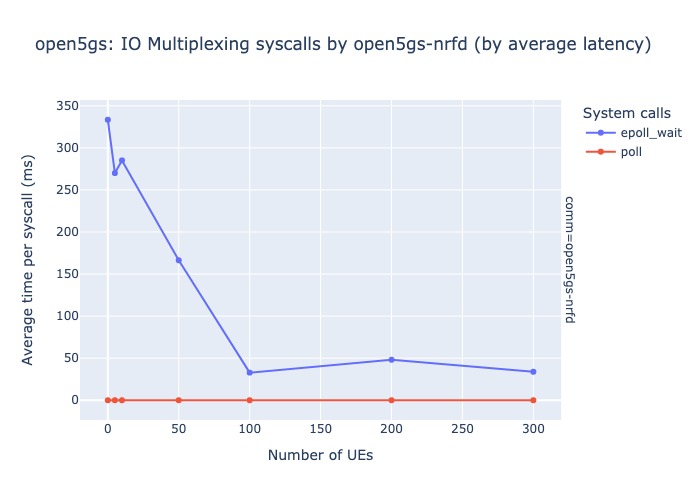 open5gs: IO Multiplexing syscalls by open5gs-nrfd (by average latency)
System calls
epoll_wait
poll
350
300
250
200
150
100
50
0
Average time per syscall (ms)
comm=open5gs-nrfd
0 50 100 150 200 250 300
Number of UEs